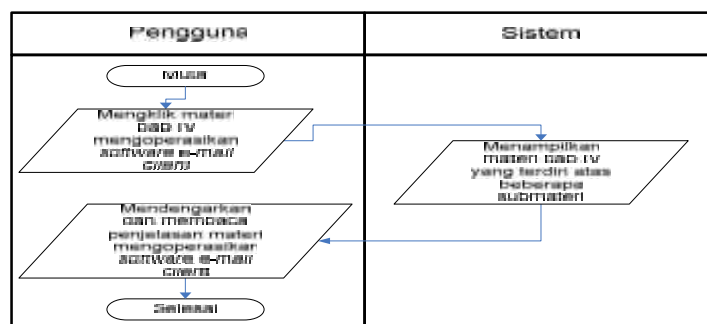 Pengguna
Sistem
Mulai
Mengklik materi
bab IV
mengoperasikan
software e-mail
client
Menampilkan
materi bab IV
yang terdiri atas
beberapa
submateri
Mendengarkan
dan membaca
penjelasan materi
mengoperasikan
software e-mail
client
Selesai